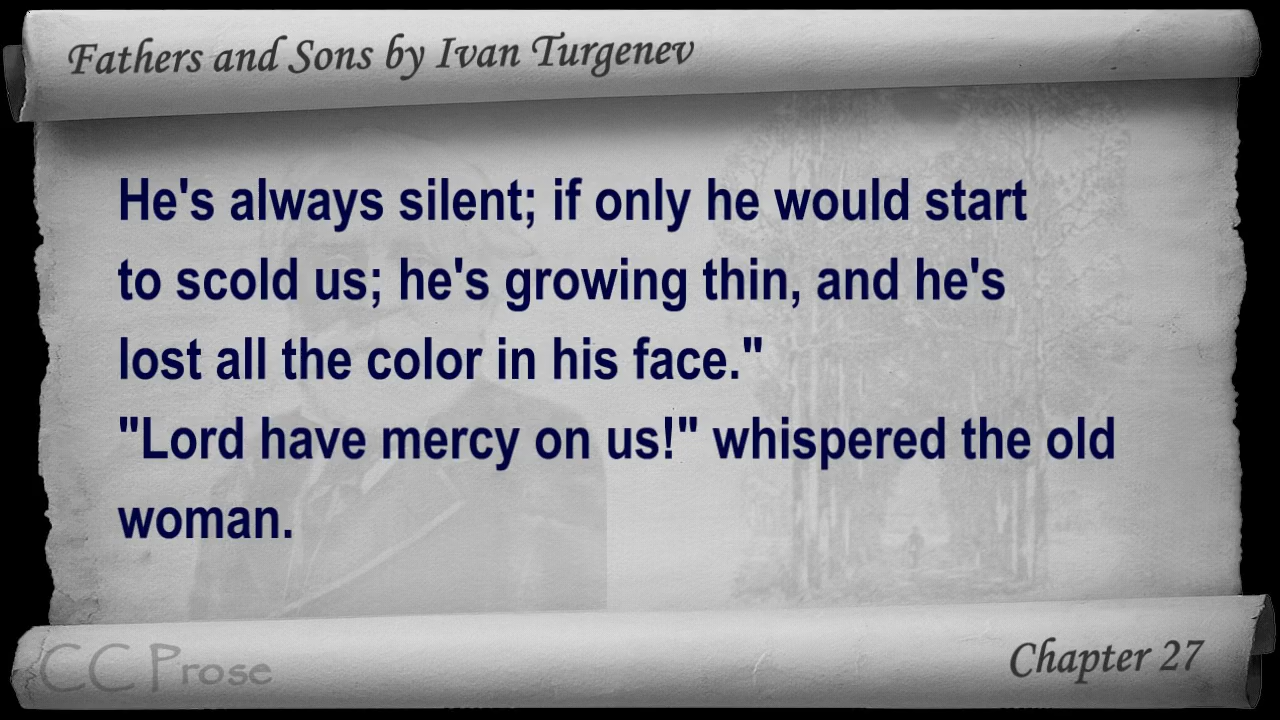 Fathers and Sons by Ivan Turgenev
He's always silent; if only he would start
to scold us; he's growing thin, and he's
lost all the color in his face."
"Lord have mercy on us!" whispered the old
woman.
CC Prose
Chapter 27